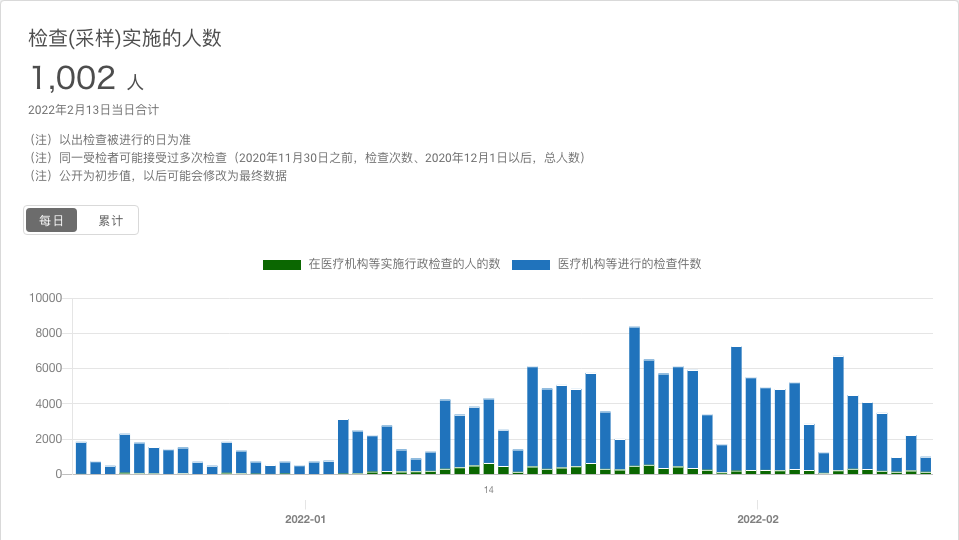 检查(采样)实施的人数
1,002 人
2022年2月13日当日合计
（注）以出检查被进行的日为准
（注）同一受检者可能接受过多次检查（2020年11月30日之前，检查次数、2020年12月1日以后，总人数）
（注）公开为初步值，以后可能会修改为最终数据
每日 累计
在医疗机构等实施行政检查的人的数 医疗机构等进行的检查件数
10000
8000
6000
4000
2000
0
14
2022-01 2022-02